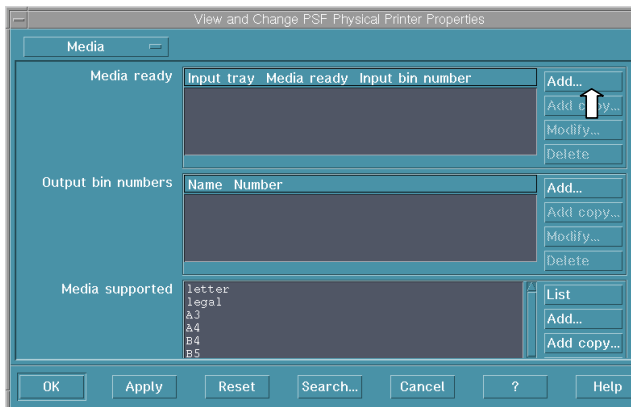 View and Change PSF Physical Printer Properties
Media
Media ready
Input tray Media ready Input bin number
Add...
Add copy...
Modify...
Delete
Output bin numbers
Name Number
Add...
Add copy...
Modify...
Delete
Media supported
letter
legal
A3
A4
B4
B5
List
Add...
Add copy...
OK Apply Reset Search... Cancel ? Help